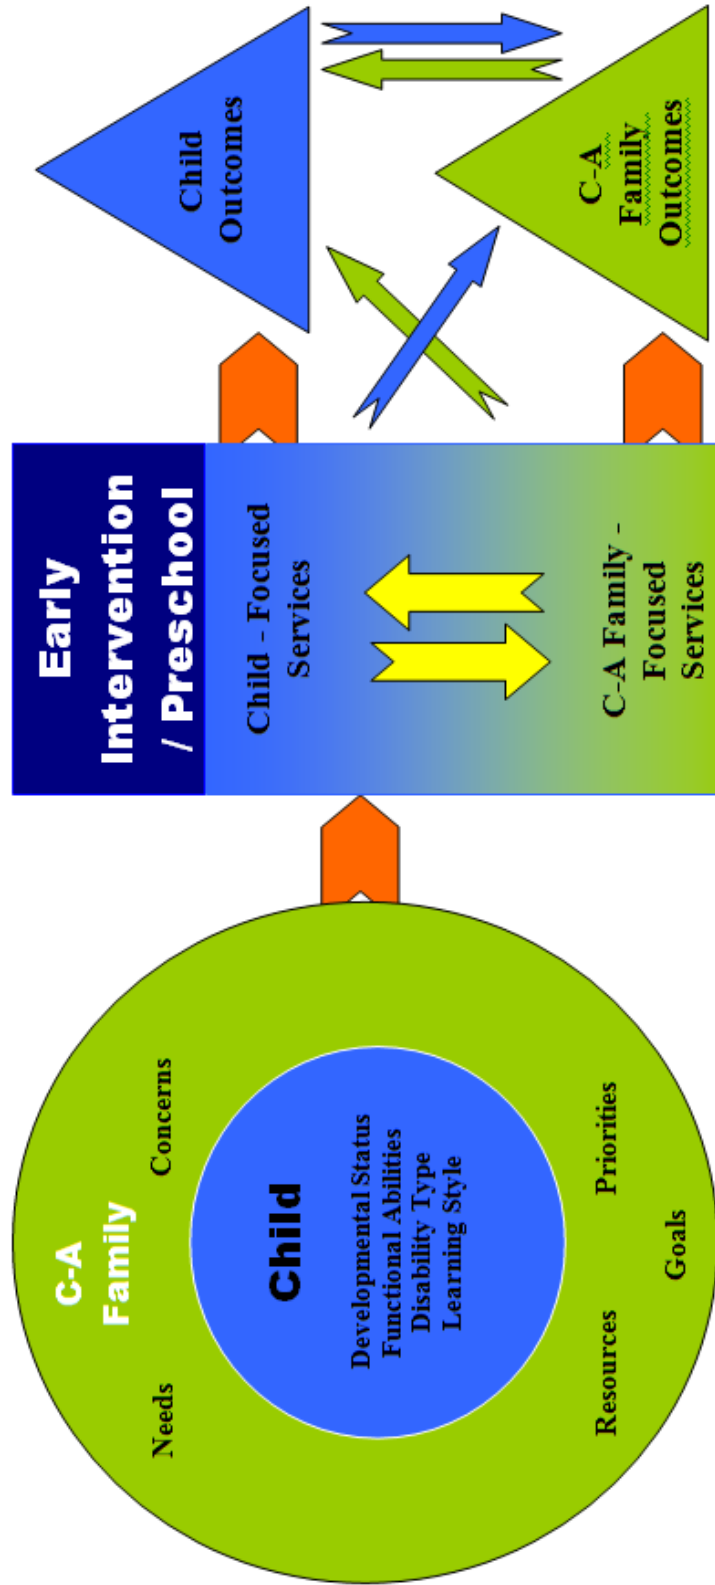 C-A
Family
Needs
Concerns
Child
Developmental Status
Functional Abilities
Disability Type
Learning Style
Resources
Priorities
Goals
Early
Intervention
/ Preschool
Child - Focused
Services
C-A Family -
Focused
Services
Child
Outcomes
C-A
Family
Outcomes